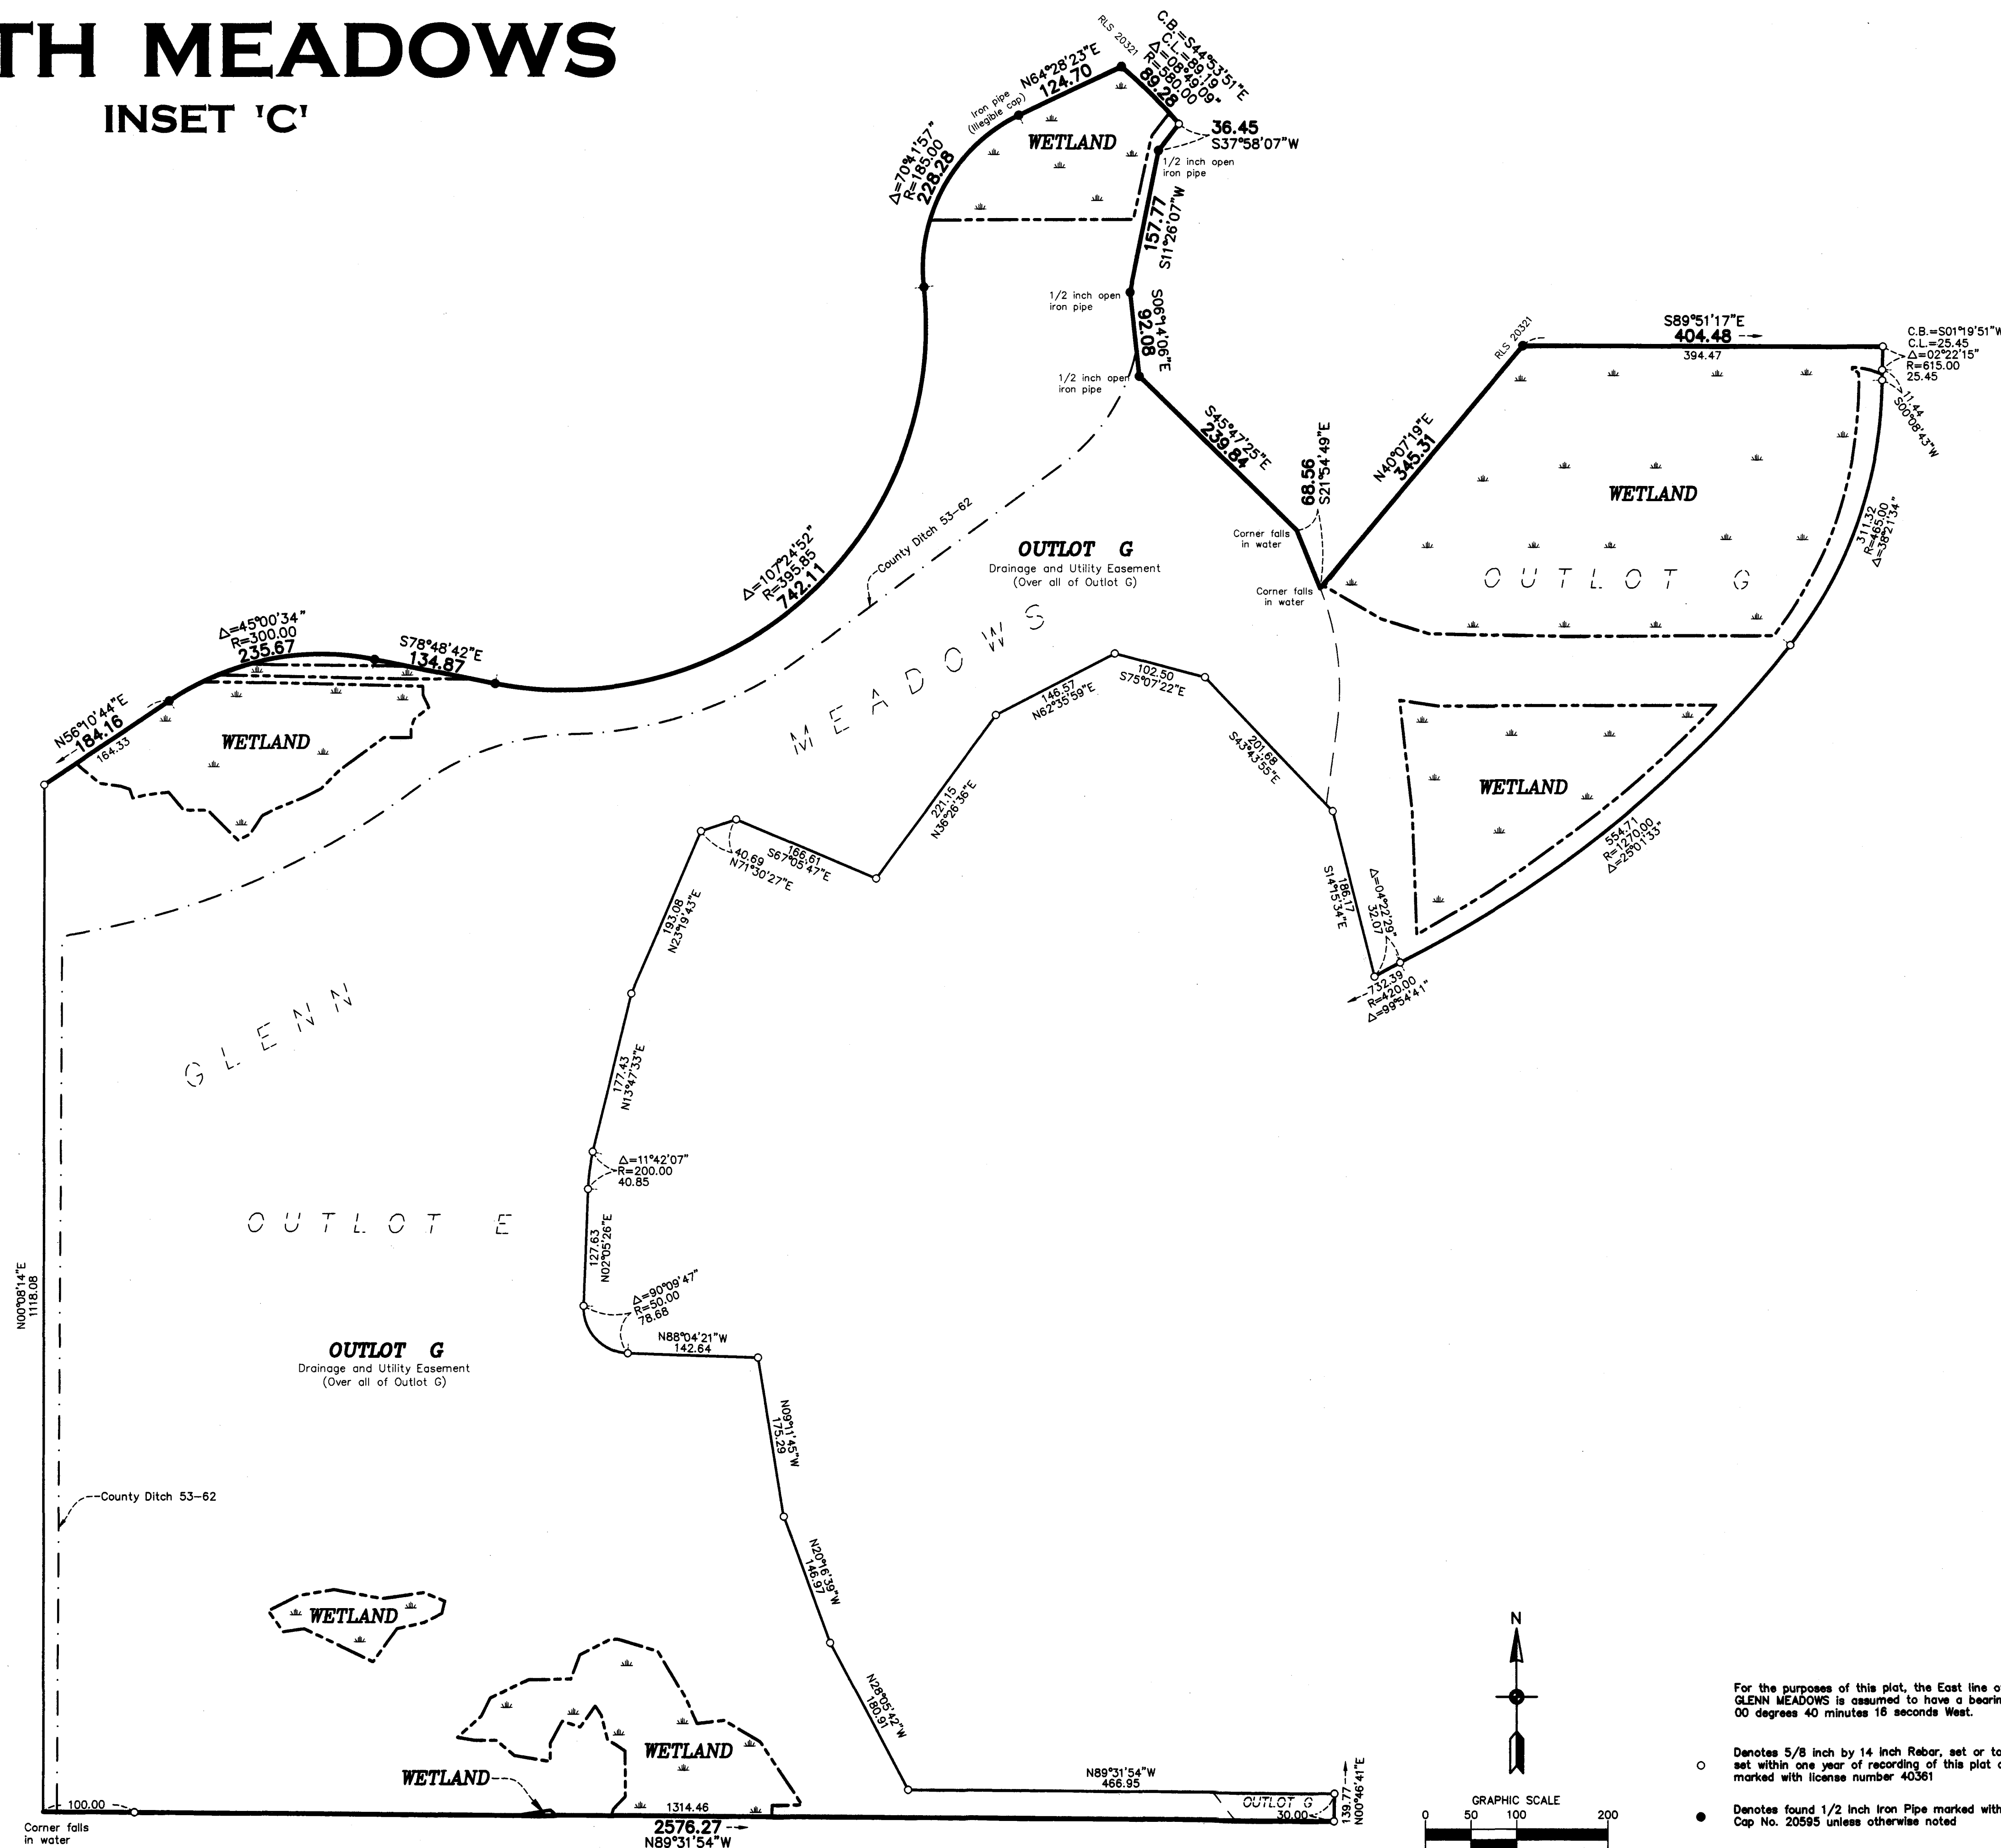 TH MEADOWS
INSET 'C'
RLS 20321
C.B.=S44°53'51"E
C.L.=89.19
Δ=08°49'09"
R=580.00
89.28
N64°28'23"E
124.70
Iron pipe
(Illegible cap)
WETLAND
36.45
S37°58'07"W
1/2 inch open
iron pipe
Δ=70°41'57"
R=185.00
228.28
157.77
S11°26'07"W
1/2 inch open
iron pipe
S06°14'06"E
92.08
1/2 inch open
iron pipe
RLS 20321
S89°51'17"E
404.48
394.47
C.B.=S01°19'51"W
C.L.=25.45
Δ=02°22'15"
R=615.00
25.45
11.44
S00°08'43"W
S45°47'25"E
239.84
68.56
S21°54'49"E
N40°07'19"E
345.31
WETLAND
311.32
R=465.00
Δ=38°21'34"
County Ditch 53-62
Corner falls
in water
Corner falls
in water
OUTLOT G
Drainage and Utility Easement
(Over all of Outlot G)
OUTLOT G
Δ=107°24'52"
R=395.85
742.11
MEADOWS
Δ=45°00'34"
R=300.00
235.67
S78°48'42"E
134.87
N56°10'44"E
184.16
164.33
WETLAND
146.57
N62°35'59"E
102.50
S75°07'22"E
201.68
S43°43'55"E
221.15
N36°26'36"E
WETLAND
554.71
R=1270.00
Δ=25°01'33"
40.69
N71°30'27"E
166.61
S67°05'47"E
186.17
S14°15'34"E
Δ=04°22'29"
32.07
732.39
R=420.00
Δ=99°54'41"
193.08
N23°19'43"E
GLENN
177.43
N13°47'33"E
Δ=11°42'07"
R=200.00
40.85
OUTLOT E
127.63
N02°05'26"E
Δ=90°09'47"
R=50.00
78.68
N00°08'14"E
1118.08
N88°04'21"W
142.64
OUTLOT G
Drainage and Utility Easement
(Over all of Outlot G)
N09°11'45"W
175.29
County Ditch 53-62
N20°16'39"W
146.97
WETLAND
N28°05'42"W
180.91
WETLAND
WETLAND
N89°31'54"W
466.95
139.77
N00°46'41"E
OUTLOT G
30.00
100.00
1314.46
2576.27
N89°31'54"W
Corner falls
in water
N
GRAPHIC SCALE
0 50 100 200
For the purposes of this plat, the East line o
GLENN MEADOWS is assumed to have a bearin
00 degrees 40 minutes 16 seconds West.
Denotes 5/8 inch by 14 inch Rebar, set or to
set within one year of recording of this plat
marked with license number 40361
Denotes found 1/2 inch Iron Pipe marked with
Cap No. 20595 unless otherwise noted